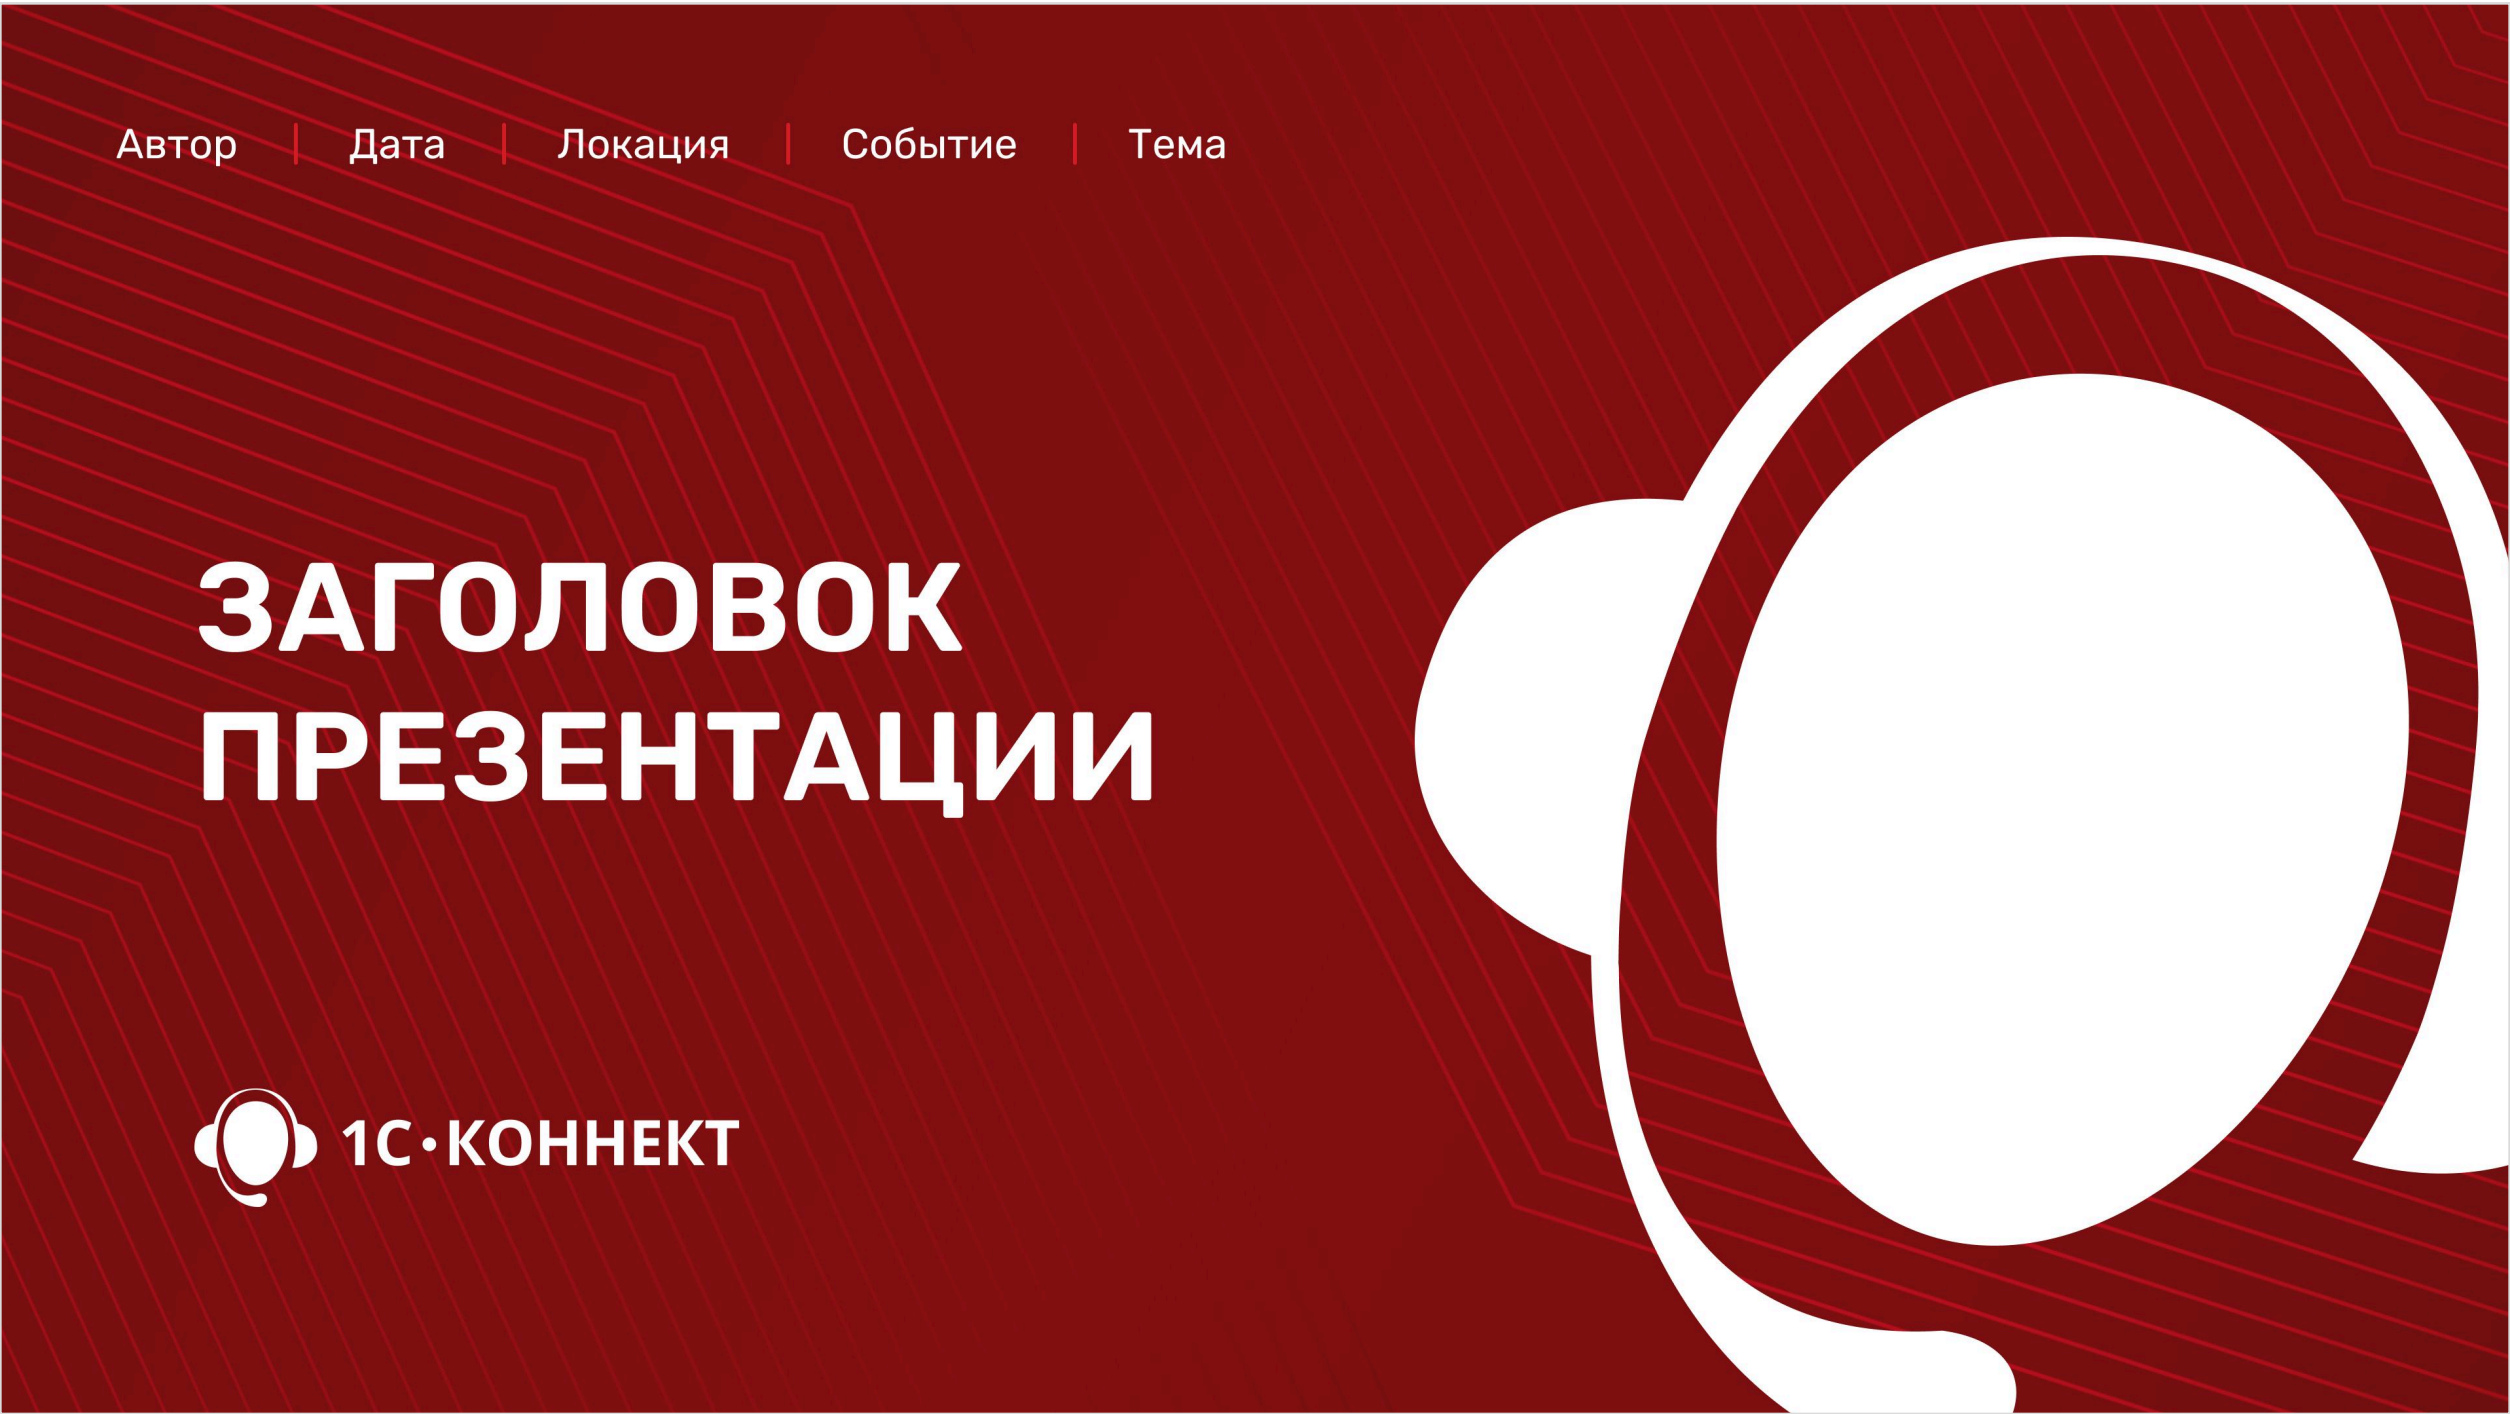 Автор | Дата | Локация | Событие | Тема
ЗАГОЛОВОК
ПРЕЗЕНТАЦИИ
1С·КОННЕКТ